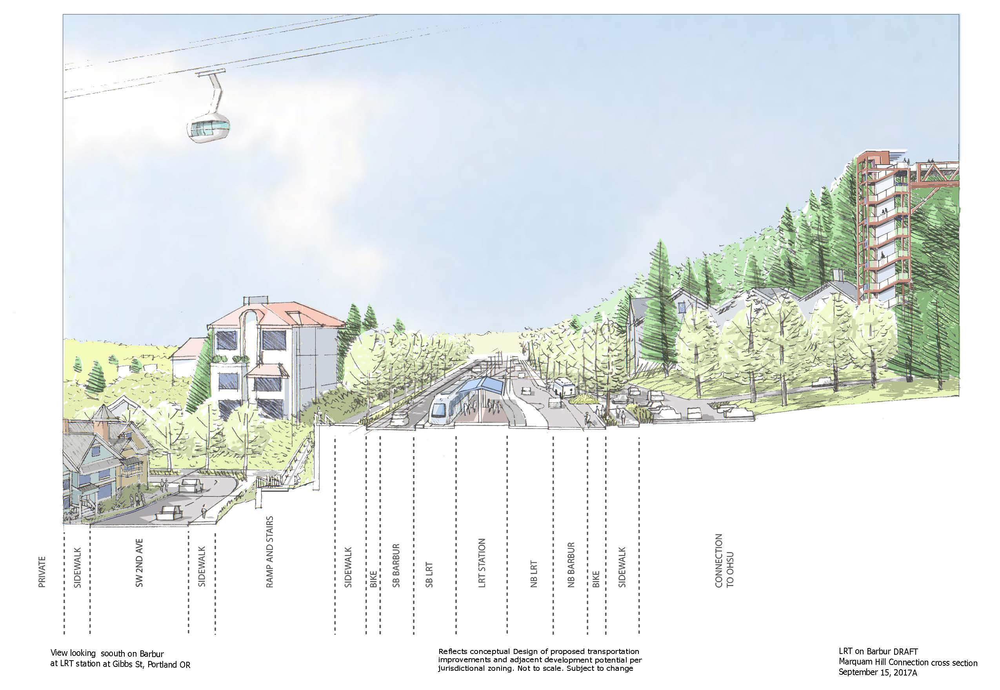 PRIVATE
SIDEWALK
SW 2ND AVE
SIDEWALK
RAMP AND STAIRS
SIDEWALK
BIKE
SB BARBUR
SB LRT
LRT STATION
NB LRT
NB BARBUR
BIKE
SIDEWALK
CONNECTION
TO OHSU
View looking soouth on Barbur
at LRT station at Gibbs St, Portland OR
Reflects conceptual Design of proposed transportation
improvements and adjacent development potential per
jurisdictional zoning. Not to scale. Subject to change
LRT on Barbur DRAFT
Marquam Hill Connection cross section
September 15, 2017A